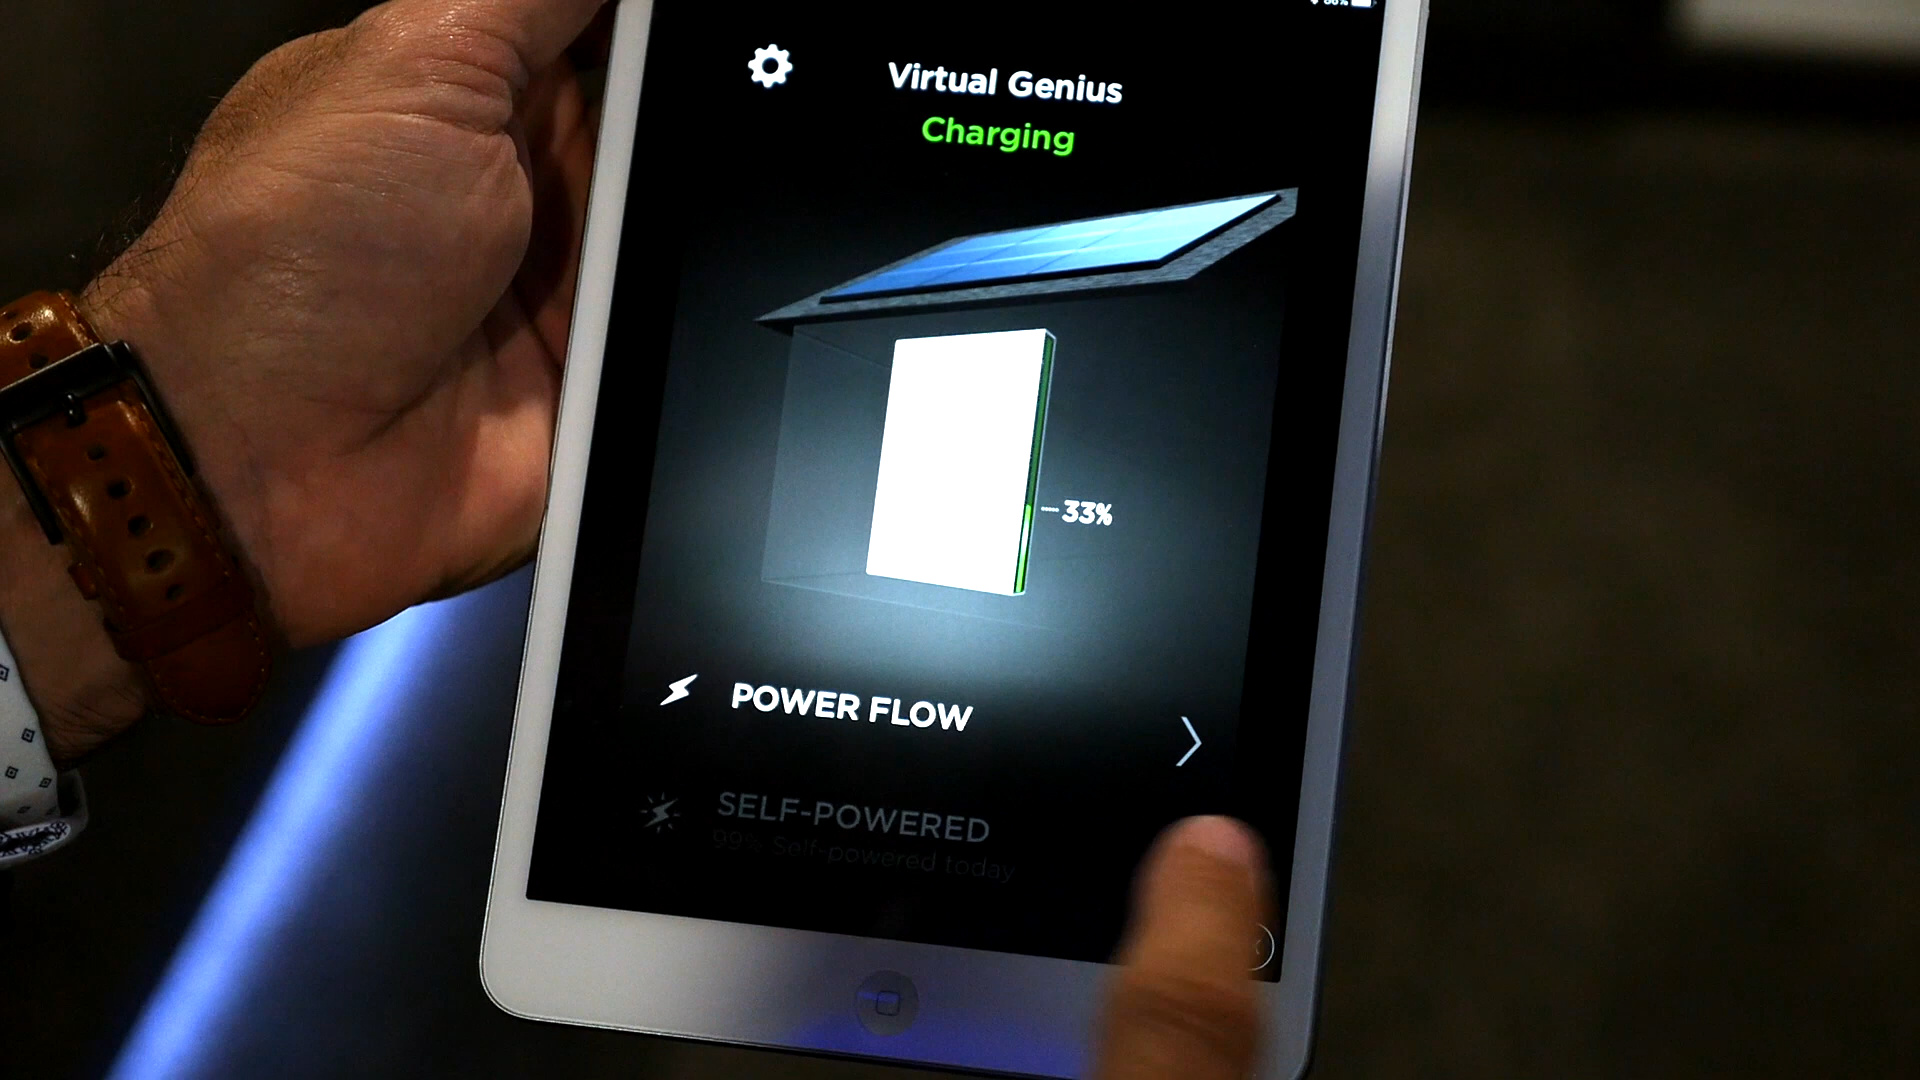 Virtual Genius
Charging
33%
POWER FLOW
SELF-POWERED
99% Self-powered today